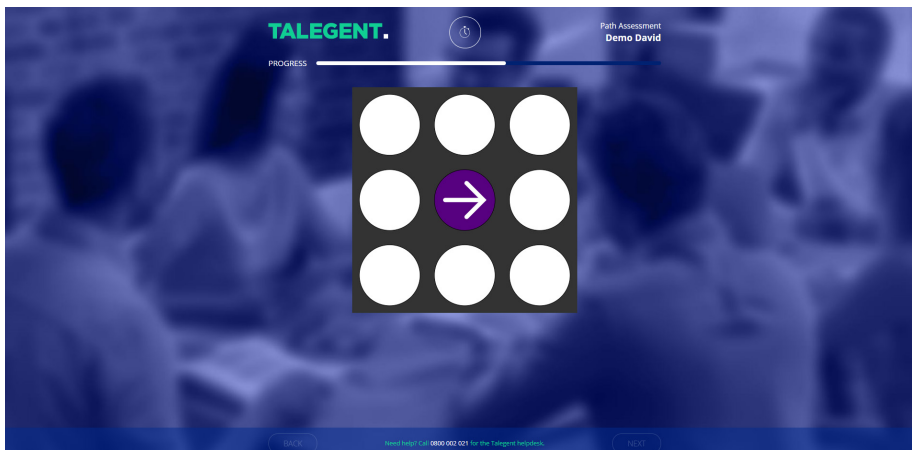 TALEGENT.
Path Assessment
Demo David
PROGRESS
BACK
Need help? Call 0800 002 021 for the Talegent helpdesk.
NEXT